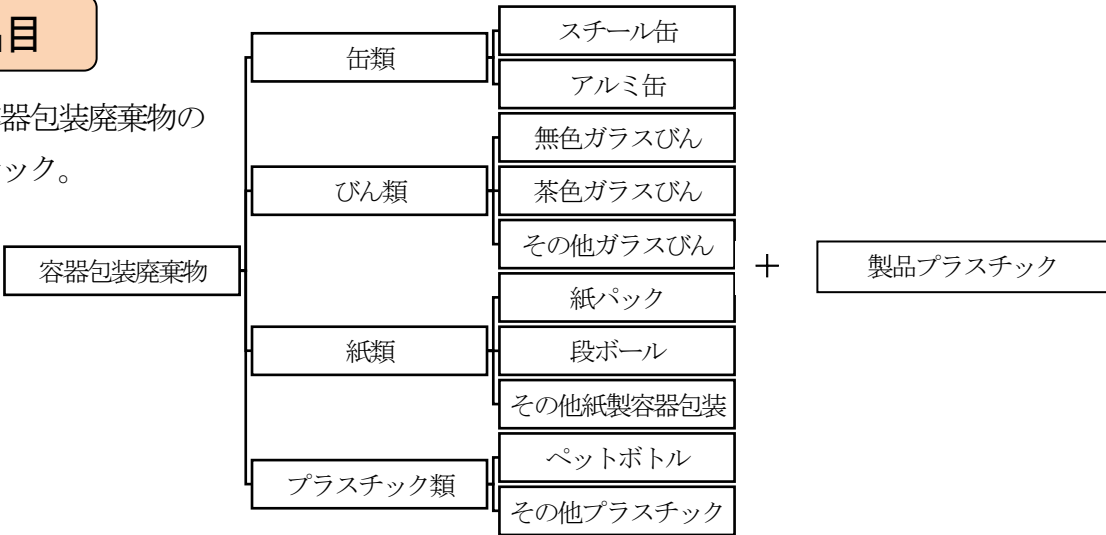 目
器包装廃棄物の
ック。
容器包装廃棄物
缶類
スチール缶
アルミ缶
びん類
無色ガラスびん
茶色ガラスびん
その他ガラスびん
紙類
紙パック
段ボール
その他紙製容器包装
プラスチック類
ペットボトル
その他プラスチック
＋
製品プラスチック